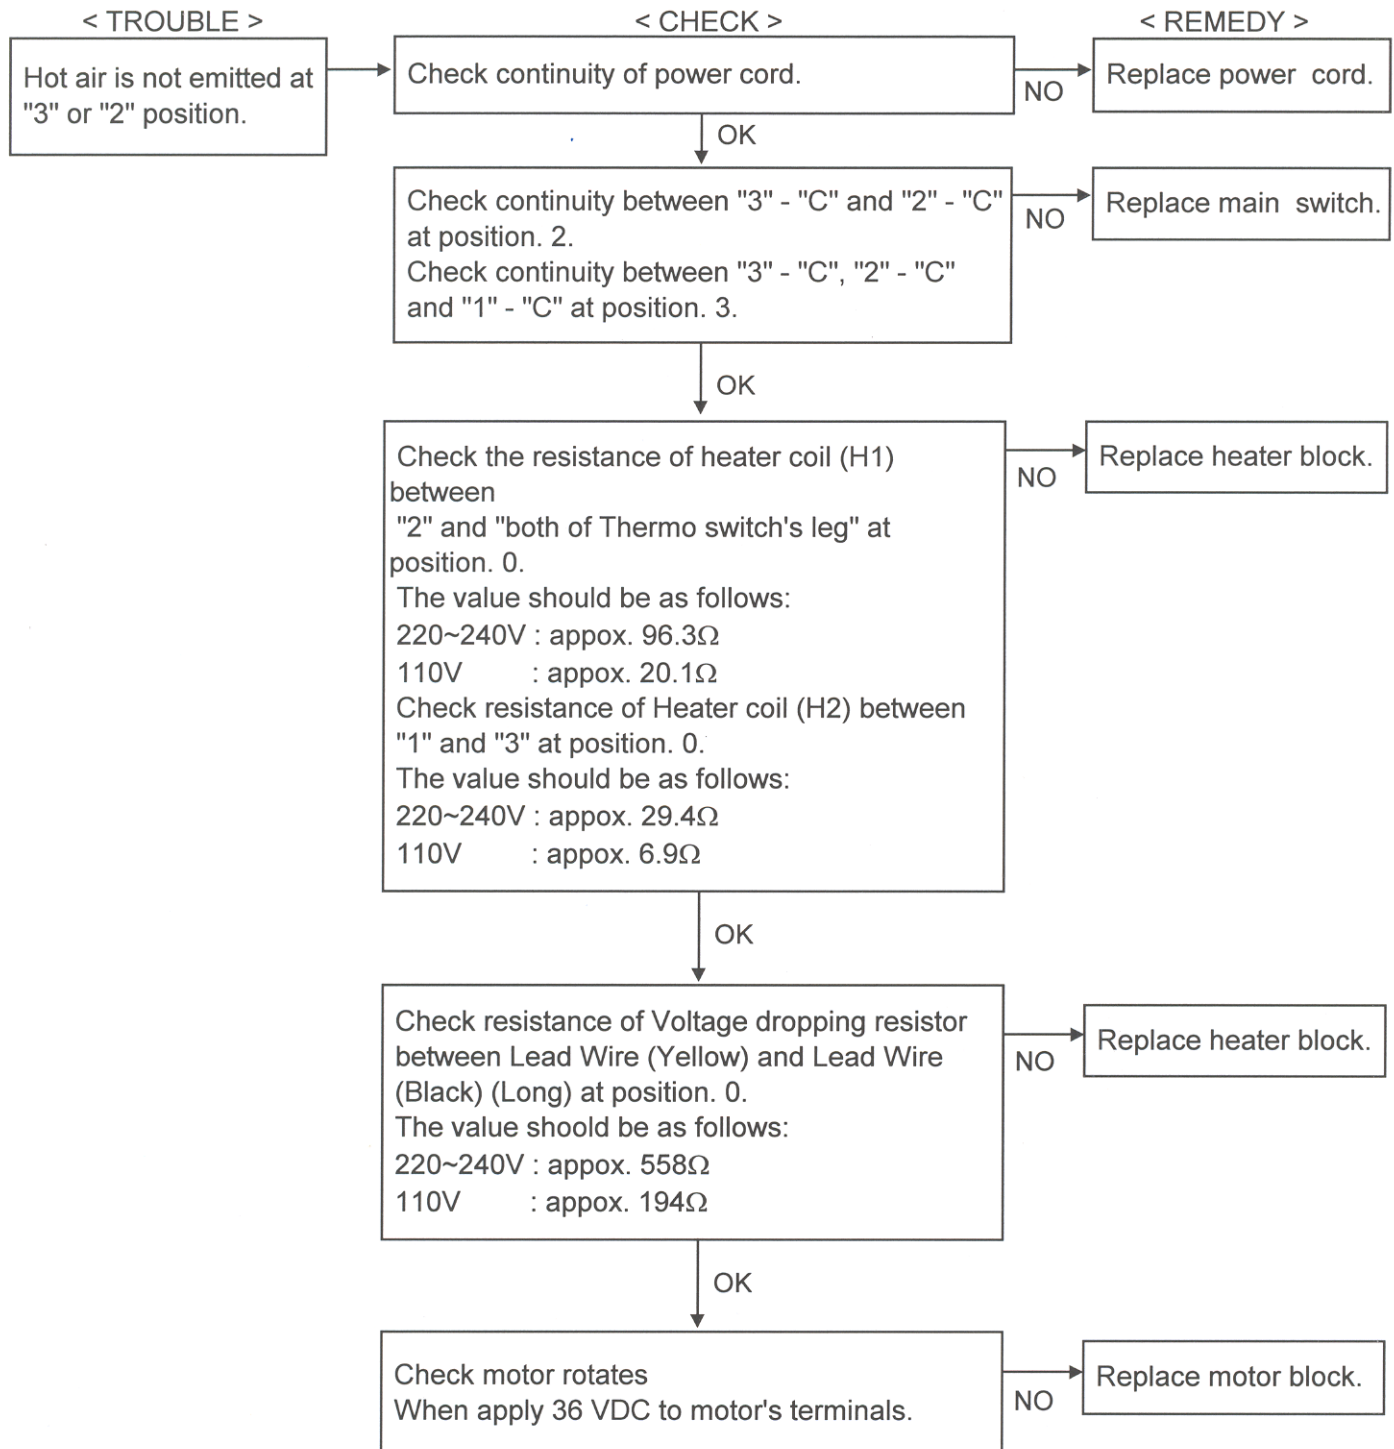 < TROUBLE >
< CHECK >
< REMEDY >
Hot air is not emitted at
"3" or "2" position.
Check continuity of power cord.
NO
Replace power cord.
OK
Check continuity between "3" - "C" and "2" - "C"
at position. 2.
Check continuity between "3" - "C", "2" - "C"
and "1" - "C" at position. 3.
NO
Replace main switch.
OK
Check the resistance of heater coil (H1)
between
"2" and "both of Thermo switch's leg" at
position. 0.
The value should be as follows:
220~240V : appox. 96.3Ω
110V : appox. 20.1Ω
Check resistance of Heater coil (H2) between
"1" and "3" at position. 0.
The value should be as follows:
220~240V : appox. 29.4Ω
110V : appox. 6.9Ω
NO
Replace heater block.
OK
Check resistance of Voltage dropping resistor
between Lead Wire (Yellow) and Lead Wire
(Black) (Long) at position. 0.
The value shoold be as follows:
220~240V : appox. 558Ω
110V : appox. 194Ω
NO
Replace heater block.
OK
Check motor rotates
When apply 36 VDC to motor's terminals.
NO
Replace motor block.